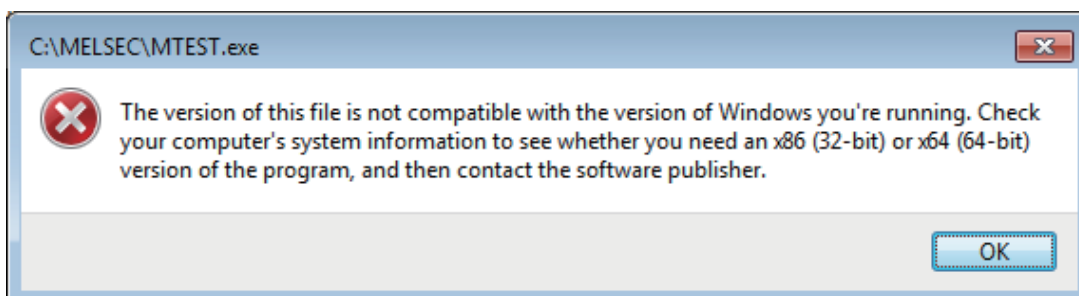 C:\MELSEC\MTEST.exe
The version of this file is not compatible with the version of Windows you're running. Check
your computer's system information to see whether you need an x86 (32-bit) or x64 (64-bit)
version of the program, and then contact the software publisher.
OK